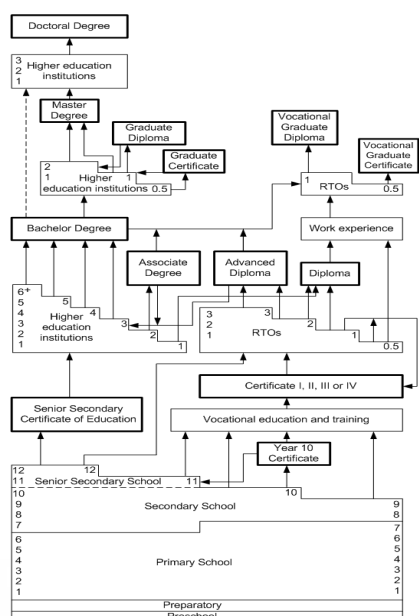 Doctoral Degree
3
2
1
Higher education
institutions
Master
Degree
Graduate
Diploma
Graduate
Certificate
Vocational
Graduate
Diploma
Vocational
Graduate
Certificate
2
1
Higher
education institutions
1
0.5
1
RTOs
0.5
Bachelor Degree
Work experience
Associate
Degree
Advanced
Diploma
Diploma
6+
5
4
3
2
1
Higher
education
institutions
5
4
3
2
1
3
2
1
RTOs
3
2
1
0.5
Certificate I, II, III or IV
Senior Secondary
Certificate of Education
Vocational education and training
Year 10
Certificate
12
11
Senior Secondary School
12
11
10
9
8
7
Secondary School
10
9
8
7
6
5
4
3
2
1
Primary School
6
5
4
3
2
1
Preparatory
Preschool